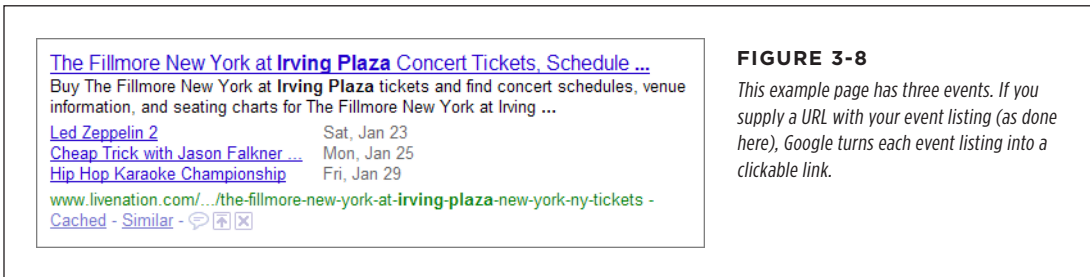 The Fillmore New York at Irving Plaza Concert Tickets, Schedule ...
Buy The Fillmore New York at Irving Plaza tickets and find concert schedules, venue
information, and seating charts for The Fillmore New York at Irving ...
Led Zeppelin 2 Sat, Jan 23
Cheap Trick with Jason Falkner ... Mon, Jan 25
Hip Hop Karaoke Championship Fri, Jan 29
www.livenation.com/.../the-fillmore-new-york-at-irving-plaza-new-york-ny-tickets -
Cached - Similar -
FIGURE 3-8
This example page has three events. If you
supply a URL with your event listing (as done
here), Google turns each event listing into a
clickable link.